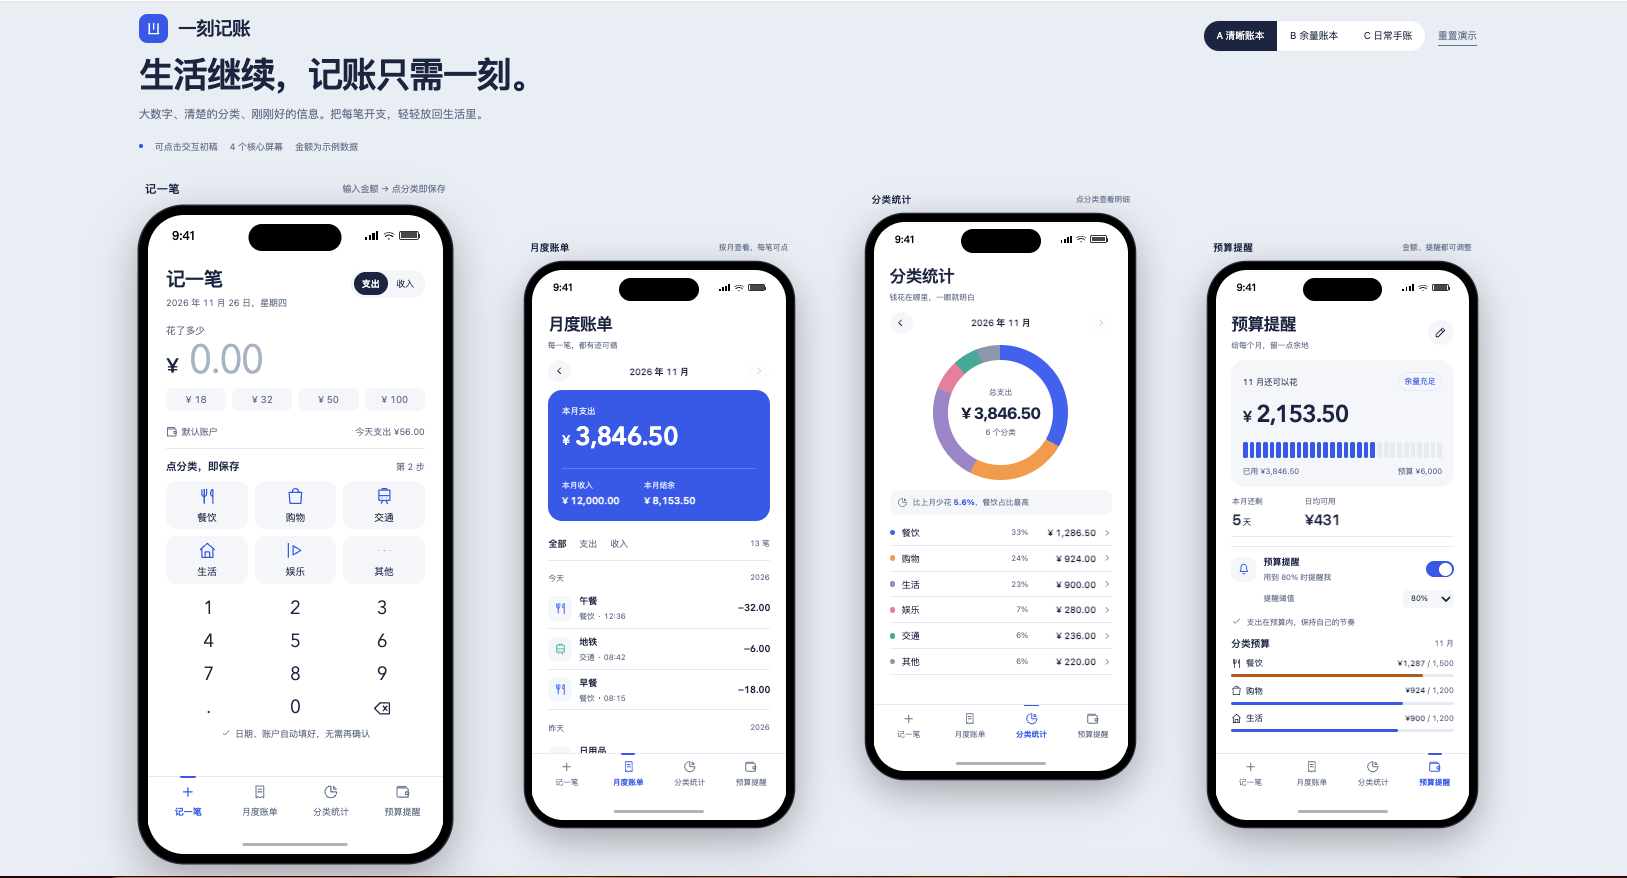 一刻记账
A 清晰账本 B 余量账本 C 日常手账 重置演示
生活继续，记账只需一刻。
大数字、清楚的分类、刚刚好的信息。把每笔开支，轻轻放回生活里。
可点击交互初稿 4 个核心屏幕 金额为示例数据
记一笔 输入金额 → 点分类即保存
9:41
记一笔
支出 收入
2026 年 11 月 26 日，星期四
花了多少
¥ 0.00
¥ 18 ¥ 32 ¥ 50 ¥ 100
默认账户 今天支出 ¥56.00
点分类，即保存 第 2 步
餐饮 购物 交通
生活 娱乐 其他
1 2 3
4 5 6
7 8 9
. 0
日期、账户自动填好，无需再确认
记一笔 月度账单 分类统计 预算提醒
月度账单 按月查看，每笔可点
9:41
月度账单
每一笔，都有迹可循
2026 年 11 月
本月支出
¥ 3,846.50
本月收入 本月结余
¥ 12,000.00 ¥ 8,153.50
全部 支出 收入 13 笔
今天 2026
午餐
餐饮 · 12:36
−32.00
地铁
交通 · 08:42
−6.00
早餐
餐饮 · 08:15
−18.00
昨天 2026
日用品
记一笔 月度账单 分类统计 预算提醒
分类统计 点分类查看明细
9:41
分类统计
钱花在哪里，一眼就明白
2026 年 11 月
总支出
¥ 3,846.50
6 个分类
比上月少花 5.6%，餐饮占比最高
餐饮 33% ¥ 1,286.50
购物 24% ¥ 924.00
生活 23% ¥ 900.00
娱乐 7% ¥ 280.00
交通 6% ¥ 236.00
其他 6% ¥ 220.00
记一笔 月度账单 分类统计 预算提醒
预算提醒 金额、提醒都可调整
9:41
预算提醒
给每个月，留一点余地
11 月还可以花 余量充足
¥ 2,153.50
已用 ¥3,846.50 预算 ¥6,000
本月还剩 日均可用
5 天 ¥431
预算提醒
用到 80% 时提醒我
提醒阈值 80%
支出在预算内，保持自己的节奏
分类预算 11 月
餐饮 ¥1,287 / 1,500
购物 ¥924 / 1,200
生活 ¥900 / 1,200
记一笔 月度账单 分类统计 预算提醒